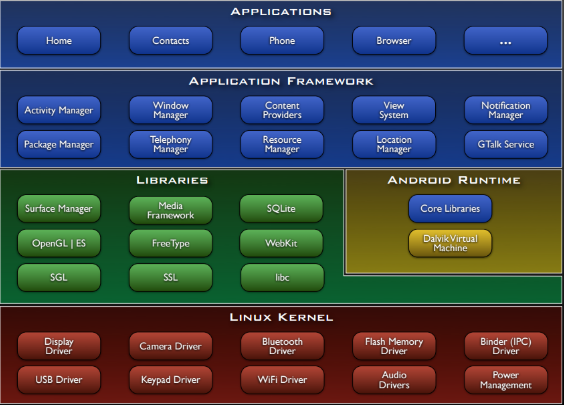 APPLICATIONS
Home
Contacts
Phone
Browser
...
APPLICATION FRAMEWORK
Activity Manager
Window
Manager
Content
Providers
View
System
Notification
Manager
Package Manager
Telephony
Manager
Resource
Manager
Location
Manager
GTalk Service
LIBRARIES
Surface Manager
Media
Framework
SQLite
OpenGL | ES
FreeType
WebKit
SGL
SSL
libc
ANDROID RUNTIME
Core Libraries
Dalvik Virtual
Machine
LINUX KERNEL
Display
Driver
Camera Driver
Bluetooth
Driver
Flash Memory
Driver
Binder (IPC)
Driver
USB Driver
Keypad Driver
WiFi Driver
Audio
Drivers
Power
Management